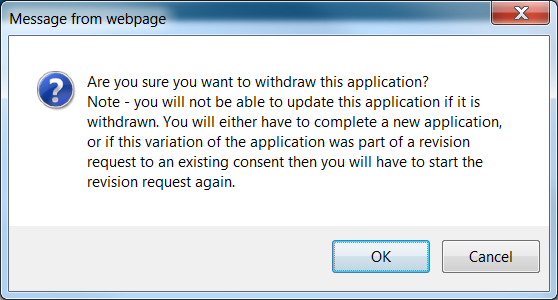 Message from webpage
Are you sure you want to withdraw this application?
Note - you will not be able to update this application if it is
withdrawn. You will either have to complete a new application,
or if this variation of the application was part of a revision
request to an existing consent then you will have to start the
revision request again.
OK
Cancel